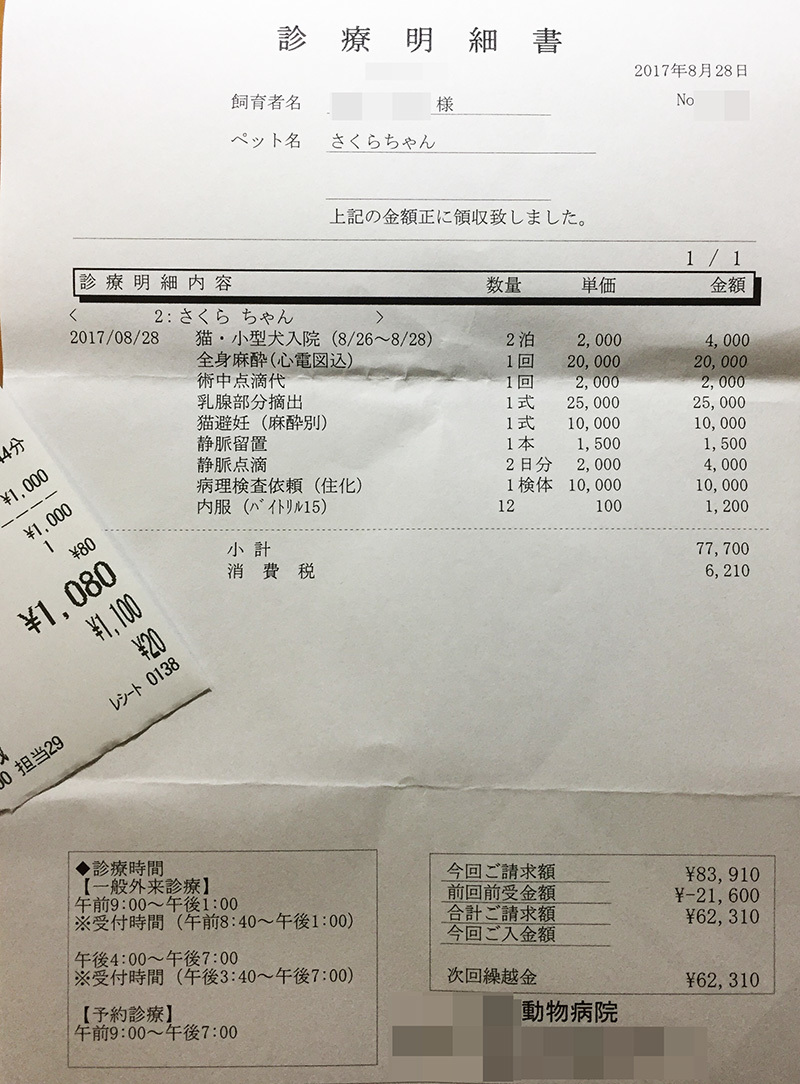 診療明細書
2017年8月28日
飼育者名 様
No
ペット名 さくらちゃん
上記の金額正に領収致しました。
1 / 1
診療明細内容 数量 単価 金額
< 2:さくら ちゃん >
2017/08/28 猫・小型犬入院 (8/26~8/28) 2泊 2,000 4,000
全身麻酔(心電図込) 1回 20,000 20,000
術中点滴代 1回 2,000 2,000
乳腺部分摘出 1式 25,000 25,000
猫避妊 (麻酔別) 1式 10,000 10,000
静脈留置 1本 1,500 1,500
静脈点滴 2日分 2,000 4,000
病理検査依頼 (住化) 1検体 10,000 10,000
内服 (バイトリル15) 12 100 1,200
小計 77,700
消費税 6,210
44分
¥1,000
¥1,000
1 ¥80
¥1,080
¥1,100
¥20
レシート 0138
担当29
◆診療時間
【一般外来診療】
午前9:00~午後1:00
※受付時間 (午前8:40~午後1:00)
午後4:00~午後7:00
※受付時間 (午後3:40~午後7:00)
【予約診療】
午前9:00~午後7:00
今回ご請求額 ¥83,910
前回前受金額 ¥-21,600
合計ご請求額 ¥62,310
今回ご入金額
次回繰越金 ¥62,310
動物病院